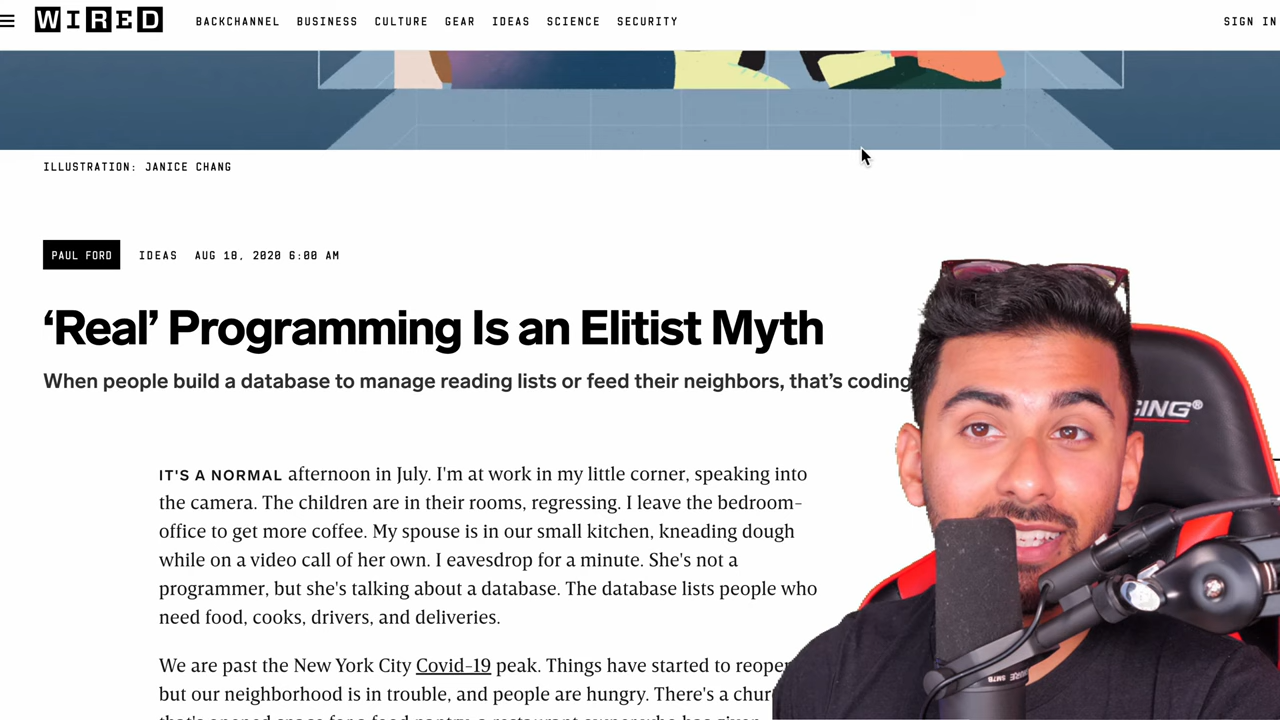 WIRED BACKCHANNEL BUSINESS CULTURE GEAR IDEAS SCIENCE SECURITY SIGN IN
ILLUSTRATION: JANICE CHANG
PAUL FORD IDEAS AUG 18, 2020 6:00 AM
‘Real’ Programming Is an Elitist Myth
When people build a database to manage reading lists or feed their neighbors, that’s coding
IT'S A NORMAL afternoon in July. I'm at work in my little corner, speaking into
the camera. The children are in their rooms, regressing. I leave the bedroom-
office to get more coffee. My spouse is in our small kitchen, kneading dough
while on a video call of her own. I eavesdrop for a minute. She's not a
programmer, but she's talking about a database. The database lists people who
need food, cooks, drivers, and deliveries.
We are past the New York City Covid-19 peak. Things have started to reopen
but our neighborhood is in trouble, and people are hungry. There's a